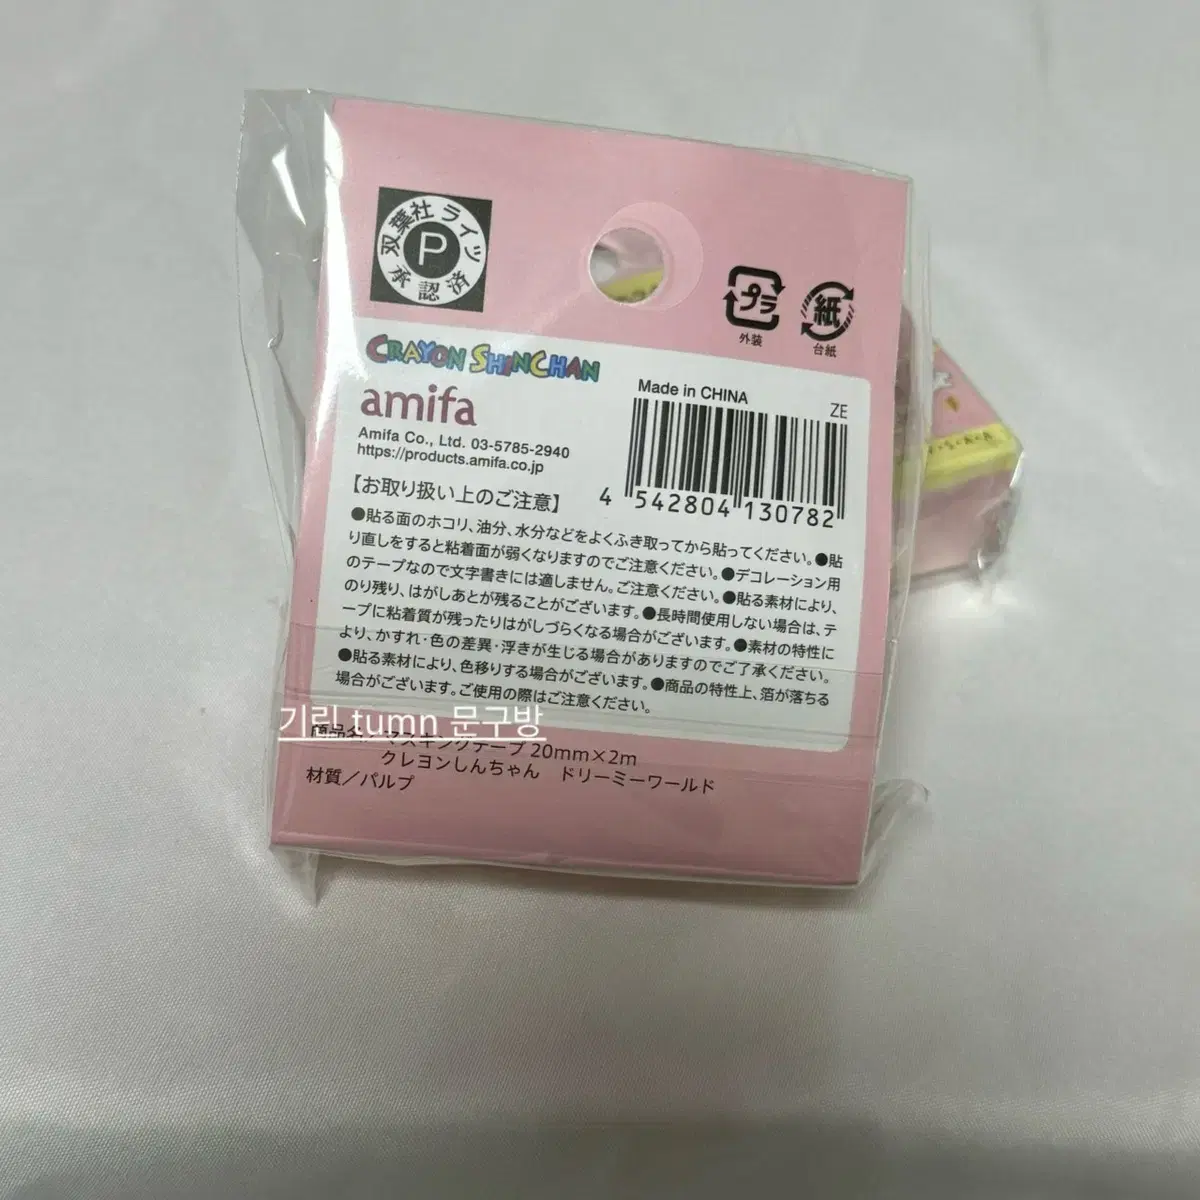 双葉社ライツ
P
承認済
プラ
外装
紙
台紙
CRAYON SHINCHAN
amifa
Amifa Co., Ltd. 03-5785-2940
https://products.amifa.co.jp
Made in CHINA
ZE
4 542804 130782
【お取り扱い上のご注意】
●貼る面のホコリ、油分、水分などをよくふき取ってから貼ってください。●貼
り直しをすると粘着面が弱くなりますのでご注意ください。●デコレーション用
のテープなので文字書きには適しません。ご注意ください。●貼る素材により、
のり残り、はがしあとが残ることがございます。●長時間使用しない場合は、テ
ープに粘着質が残ったりはがしづらくなる場合がございます。●素材の特性に
より、かすれ・色の差異・浮きが生じる場合がありますのでご了承ください。
●貼る素材により、色移りする場合がございます。●商品の特性上、箔が落ちる
場合がございます。ご使用の際はご注意ください。
기린 tumn 문구방
商品名／マスキングテープ 20mm×2m
クレヨンしんちゃん　ドリーミーワールド
材質／パルプ